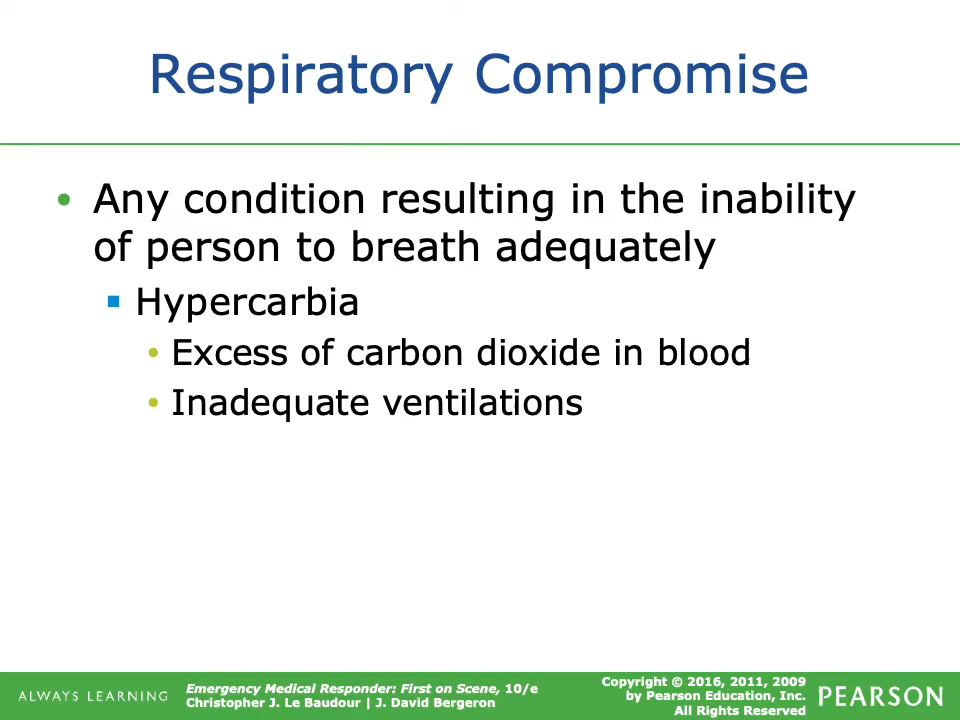 Respiratory Compromise
• Any condition resulting in the inability
of person to breath adequately
▪ Hypercarbia
• Excess of carbon dioxide in blood
• Inadequate ventilations
ALWAYS LEARNING
Emergency Medical Responder: First on Scene, 10/e
Christopher J. Le Baudour | J. David Bergeron
Copyright © 2016, 2011, 2009
by Pearson Education, Inc.
All Rights Reserved
PEARSON